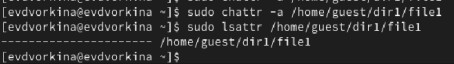 [evdvorkina@evdvorkina ~]$ sudo chattr -a /home/guest/dir1/file1
[evdvorkina@evdvorkina ~]$ sudo lsattr /home/guest/dir1/file1
---------------------- /home/guest/dir1/file1
[evdvorkina@evdvorkina ~]$